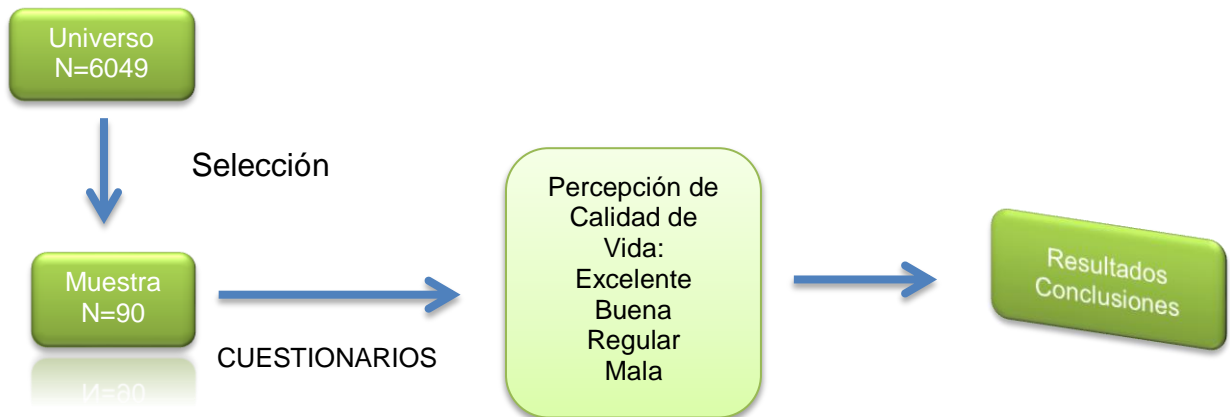 Universo
N=6049
Selección
Muestra
N=90
CUESTIONARIOS
Percepción de
Calidad de
Vida:
Excelente
Buena
Regular
Mala
Resultados
Conclusiones